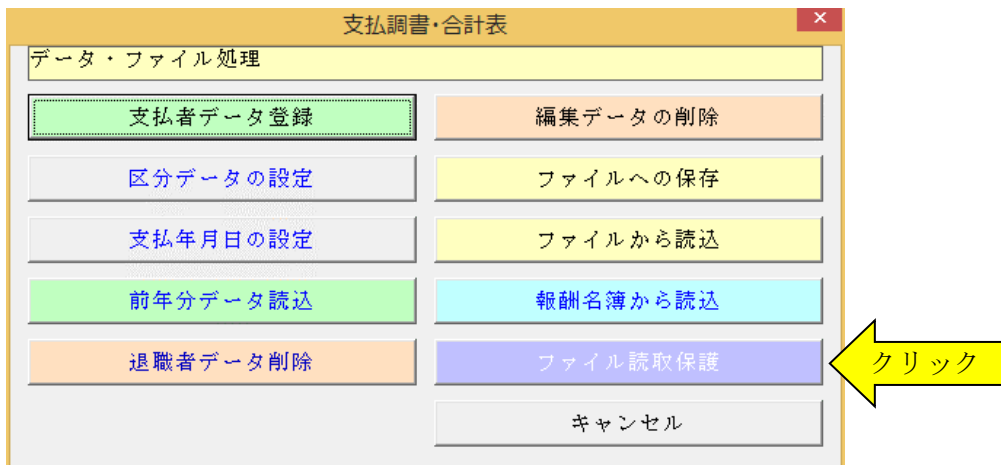 支払調書・合計表
×
データ・ファイル処理
支払者データ登録 編集データの削除
区分データの設定 ファイルへの保存
支払年月日の設定 ファイルから読込
前年分データ読込 報酬名簿から読込
退職者データ削除 ファイル読取保護 クリック
キャンセル